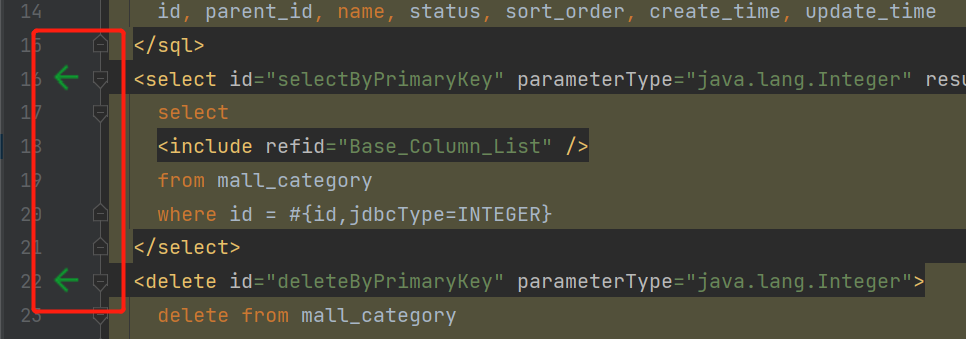 14 id, parent_id, name, status, sort_order, create_time, update_time
15 </sql>
16 <select id="selectByPrimaryKey" parameterType="java.lang.Integer" resu
17 select
18 <include refid="Base_Column_List" />
19 from mall_category
20 where id = #{id,jdbcType=INTEGER}
21 </select>
22 <delete id="deleteByPrimaryKey" parameterType="java.lang.Integer">
23 delete from mall_category